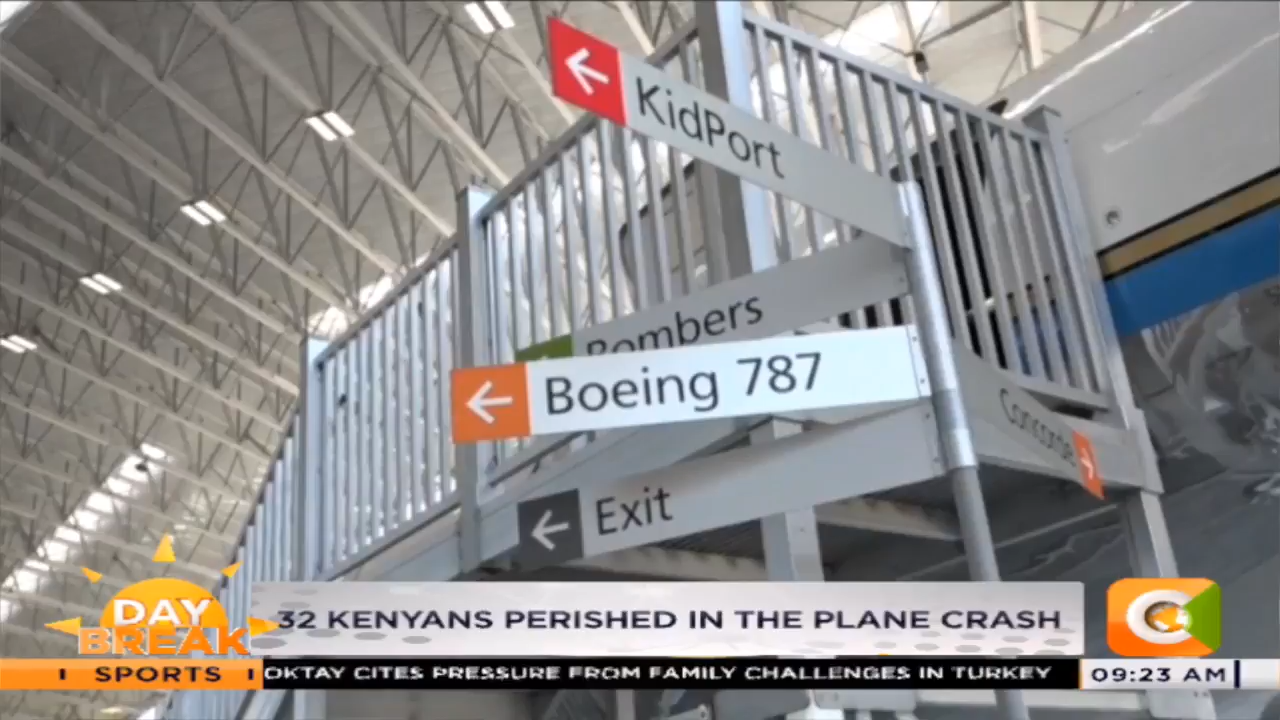 KidPort
Bombers
Boeing 787
Concorde
Exit
DAY
BREAK
32 KENYANS PERISHED IN THE PLANE CRASH
SPORTS
OKTAY CITES PRESSURE FROM FAMILY CHALLENGES IN TURKEY
09:23 AM